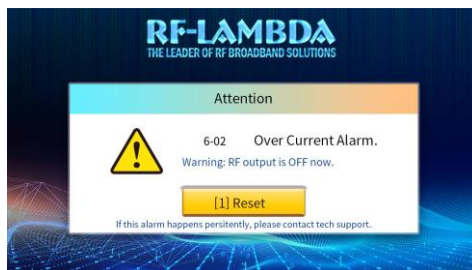 RF-LAMBDA
THE LEADER OF RF BROADBAND SOLUTIONS
Attention
6-02 Over Current Alarm.
Warning: RF output is OFF now.
[1] Reset
If this alarm happens persitently, please contact tech support.